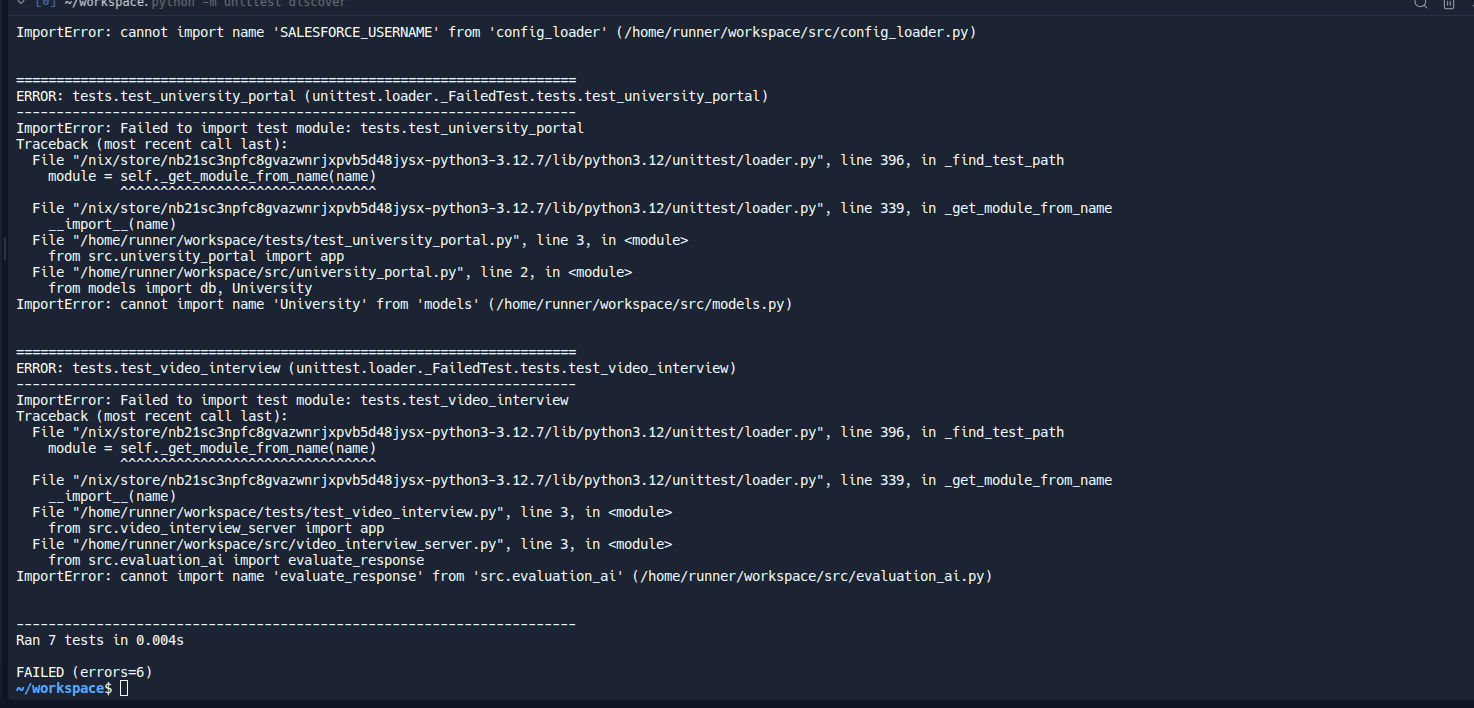 [0] ~/workspace: python -m unittest discover
ImportError: cannot import name 'SALESFORCE_USERNAME' from 'config_loader' (/home/runner/workspace/src/config_loader.py)
======================================================================
ERROR: tests.test_university_portal (unittest.loader._FailedTest.tests.test_university_portal)
----------------------------------------------------------------------
ImportError: Failed to import test module: tests.test_university_portal
Traceback (most recent call last):
  File "/nix/store/nb21sc3npfc8gvazwnrjxpvb5d48jysx-python3-3.12.7/lib/python3.12/unittest/loader.py", line 396, in _find_test_path
    module = self._get_module_from_name(name)
             ^^^^^^^^^^^^^^^^^^^^^^^^^^^^^^^^
  File "/nix/store/nb21sc3npfc8gvazwnrjxpvb5d48jysx-python3-3.12.7/lib/python3.12/unittest/loader.py", line 339, in _get_module_from_name
    __import__(name)
  File "/home/runner/workspace/tests/test_university_portal.py", line 3, in <module>
    from src.university_portal import app
  File "/home/runner/workspace/src/university_portal.py", line 2, in <module>
    from models import db, University
ImportError: cannot import name 'University' from 'models' (/home/runner/workspace/src/models.py)
======================================================================
ERROR: tests.test_video_interview (unittest.loader._FailedTest.tests.test_video_interview)
----------------------------------------------------------------------
ImportError: Failed to import test module: tests.test_video_interview
Traceback (most recent call last):
  File "/nix/store/nb21sc3npfc8gvazwnrjxpvb5d48jysx-python3-3.12.7/lib/python3.12/unittest/loader.py", line 396, in _find_test_path
    module = self._get_module_from_name(name)
             ^^^^^^^^^^^^^^^^^^^^^^^^^^^^^^^^
  File "/nix/store/nb21sc3npfc8gvazwnrjxpvb5d48jysx-python3-3.12.7/lib/python3.12/unittest/loader.py", line 339, in _get_module_from_name
    __import__(name)
  File "/home/runner/workspace/tests/test_video_interview.py", line 3, in <module>
    from src.video_interview_server import app
  File "/home/runner/workspace/src/video_interview_server.py", line 3, in <module>
    from src.evaluation_ai import evaluate_response
ImportError: cannot import name 'evaluate_response' from 'src.evaluation_ai' (/home/runner/workspace/src/evaluation_ai.py)
----------------------------------------------------------------------
Ran 7 tests in 0.004s
FAILED (errors=6)
~/workspace$